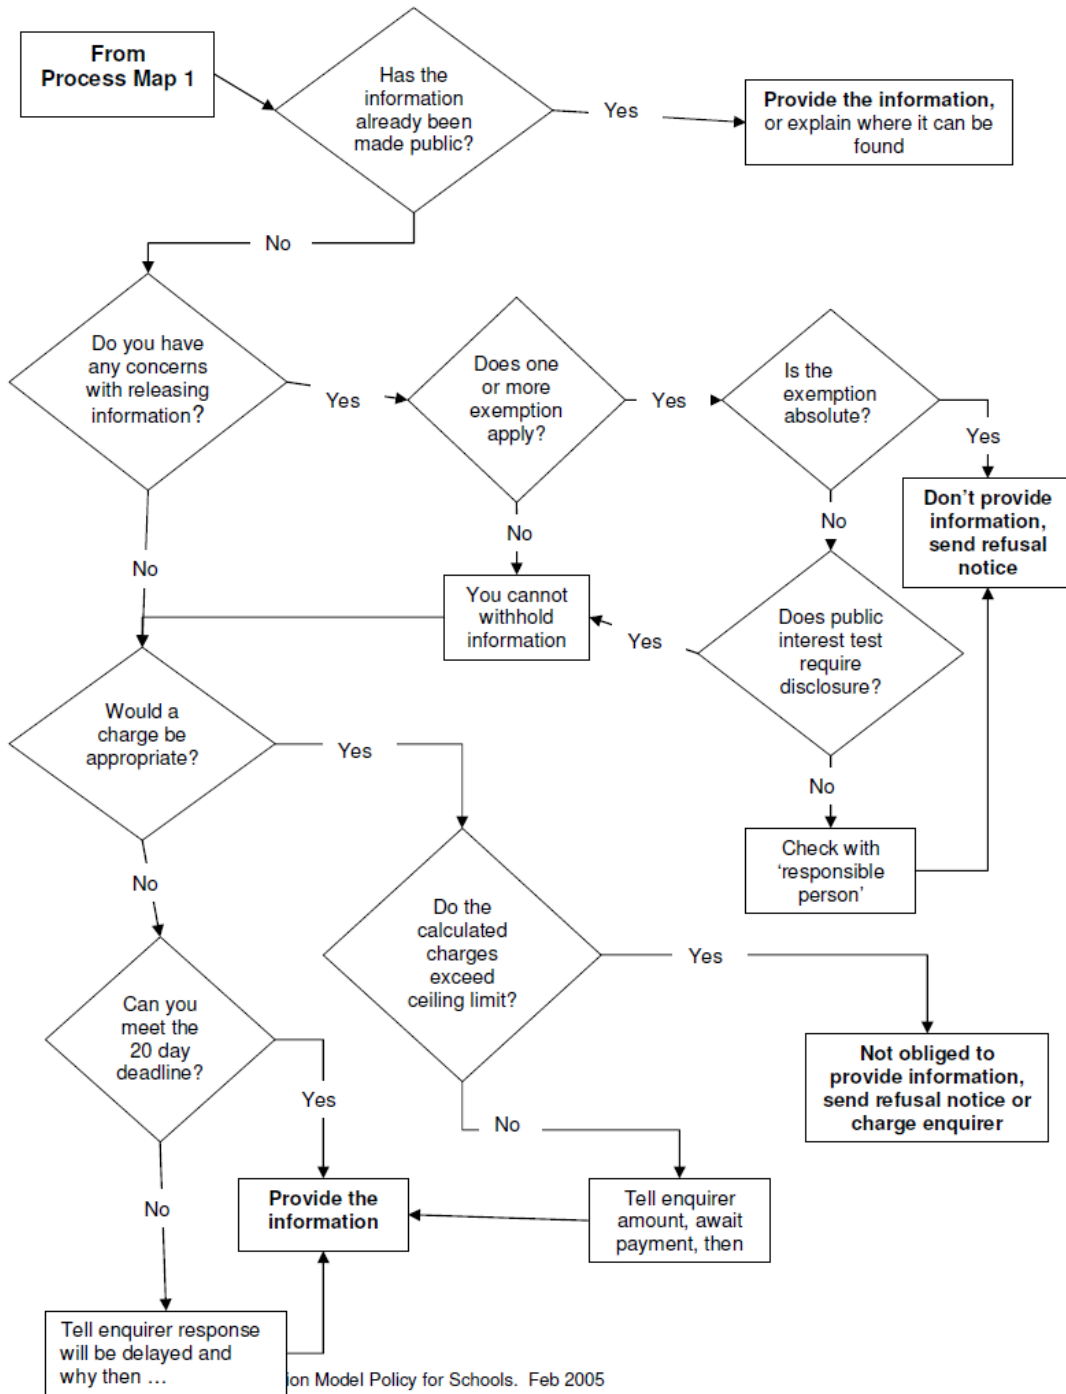 From
Process Map 1
Has the
information
already been
made public?
Yes
Provide the information,
or explain where it can be
found
No
Do you have
any concerns
with releasing
information?
Yes
Does one
or more
exemption
apply?
Yes
Is the
exemption
absolute?
Yes
Don't provide
information,
send refusal
notice
No
No
No
You cannot
withhold
information
Yes
Does public
interest test
require
disclosure?
Would a
charge be
appropriate?
Yes
No
Check with
'responsible
person'
No
Do the
calculated
charges
exceed
ceiling limit?
Yes
Can you
meet the
20 day
deadline?
Not obliged to
provide information,
send refusal notice or
charge enquirer
Yes
No
No
Provide the
information
Tell enquirer
amount, await
payment, then
Tell enquirer response
will be delayed and
why then …
ion Model Policy for Schools. Feb 2005